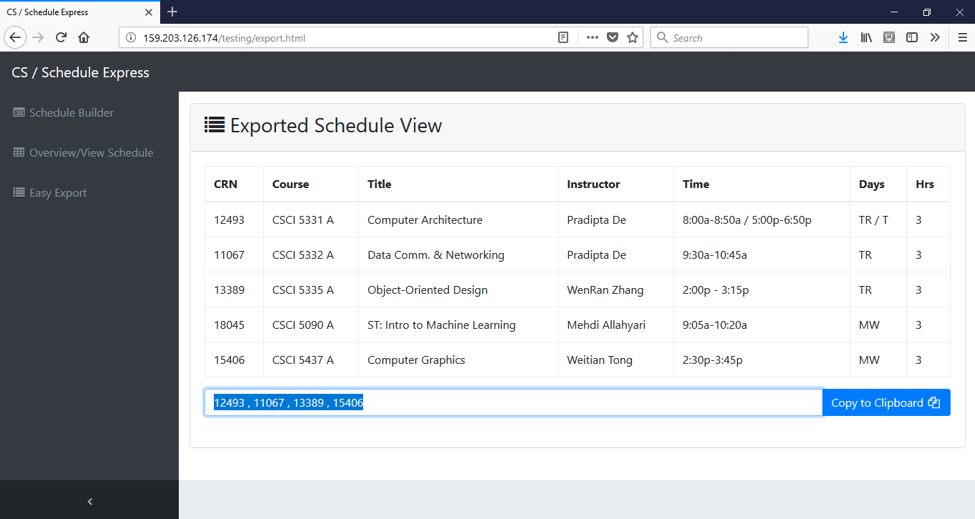 CS / Schedule Express
159.203.126.174/testing/export.html
Search
CS / Schedule Express
Schedule Builder
Overview/View Schedule
Easy Export
Exported Schedule View
CRN Course Title Instructor Time Days Hrs
12493 CSCI 5331 A Computer Architecture Pradipta De 8:00a-8:50a / 5:00p-6:50p TR / T 3
11067 CSCI 5332 A Data Comm. & Networking Pradipta De 9:30a-10:45a TR 3
13389 CSCI 5335 A Object-Oriented Design WenRan Zhang 2:00p - 3:15p TR 3
18045 CSCI 5090 A ST: Intro to Machine Learning Mehdi Allahyari 9:05a-10:20a MW 3
15406 CSCI 5437 A Computer Graphics Weitian Tong 2:30p-3:45p MW 3
12493 , 11067 , 13389 , 15406
Copy to Clipboard